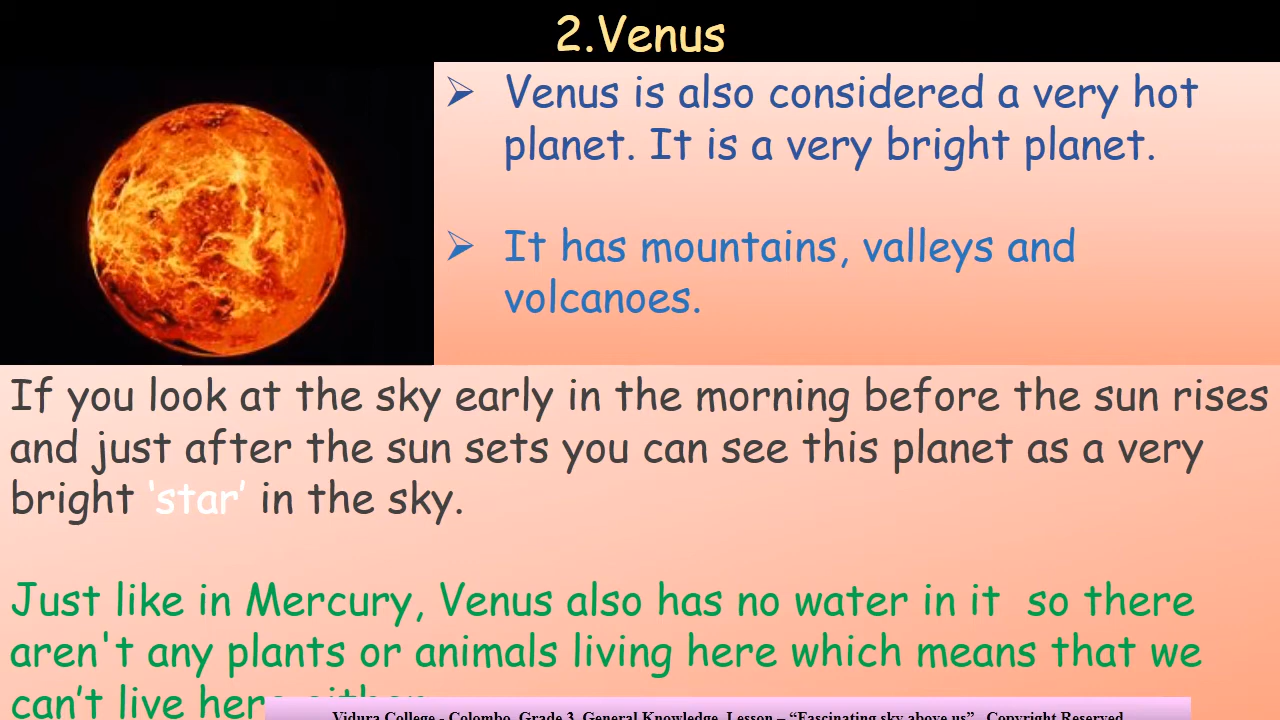 2.Venus
Venus is also considered a very hot
planet. It is a very bright planet.
It has mountains, valleys and
volcanoes.
If you look at the sky early in the morning before the sun rises
and just after the sun sets you can see this planet as a very
bright ‘star’ in the sky.
Just like in Mercury, Venus also has no water in it so there
aren't any plants or animals living here which means that we
can’t live here either
Vidura College - Colombo, Grade 3, General Knowledge, Lesson – “Fascinating sky above us”, Copyright Reserved